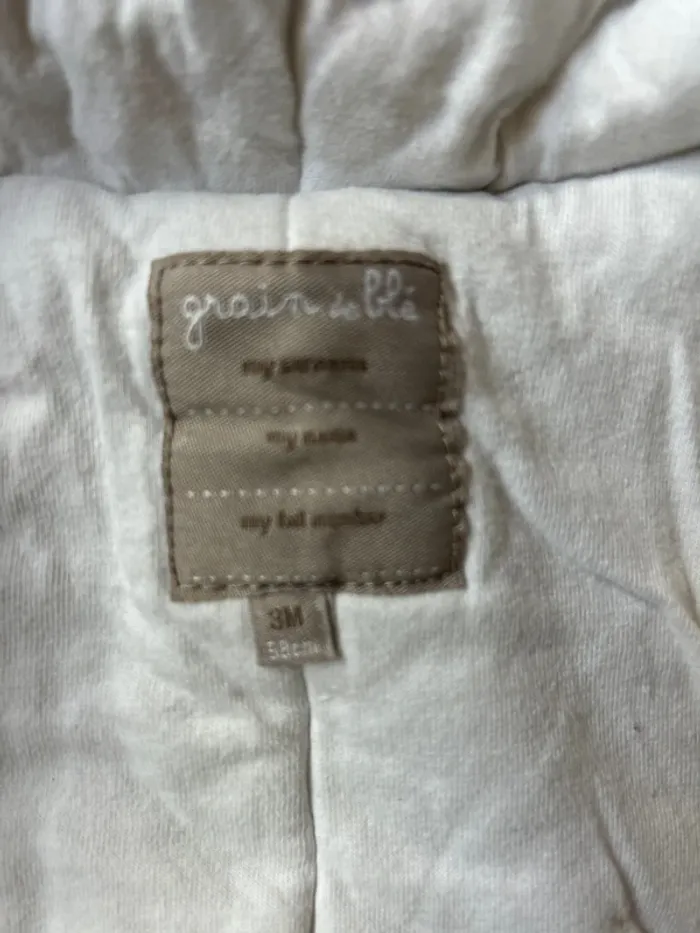 grain de blé
my surname
my name
my tel number
3M
58cm